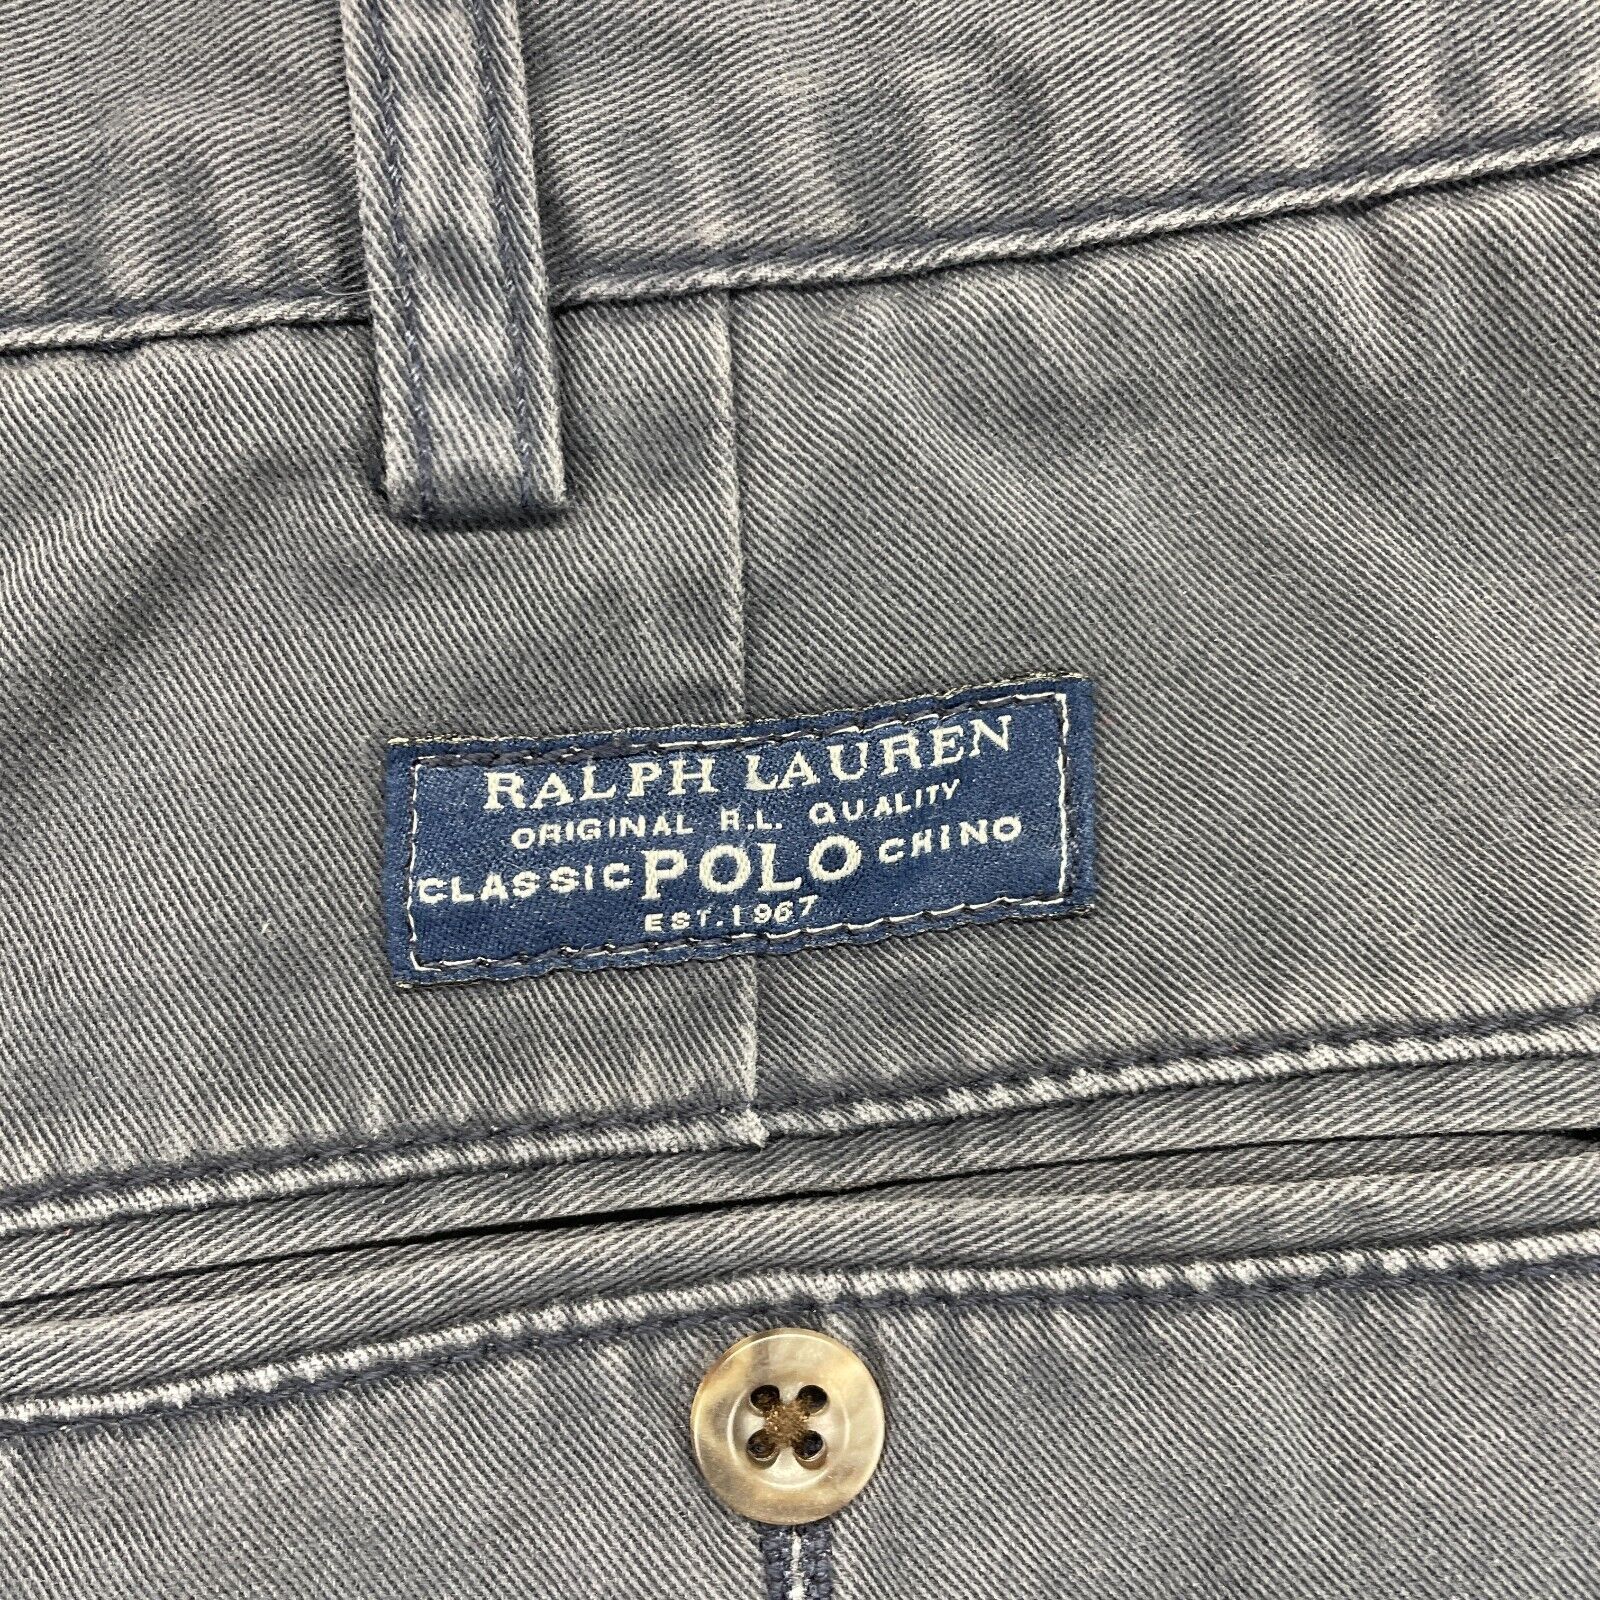 RALPH LAUREN
ORIGINAL R.L. QUALITY
CLASSIC POLO CHINO
EST. 1967